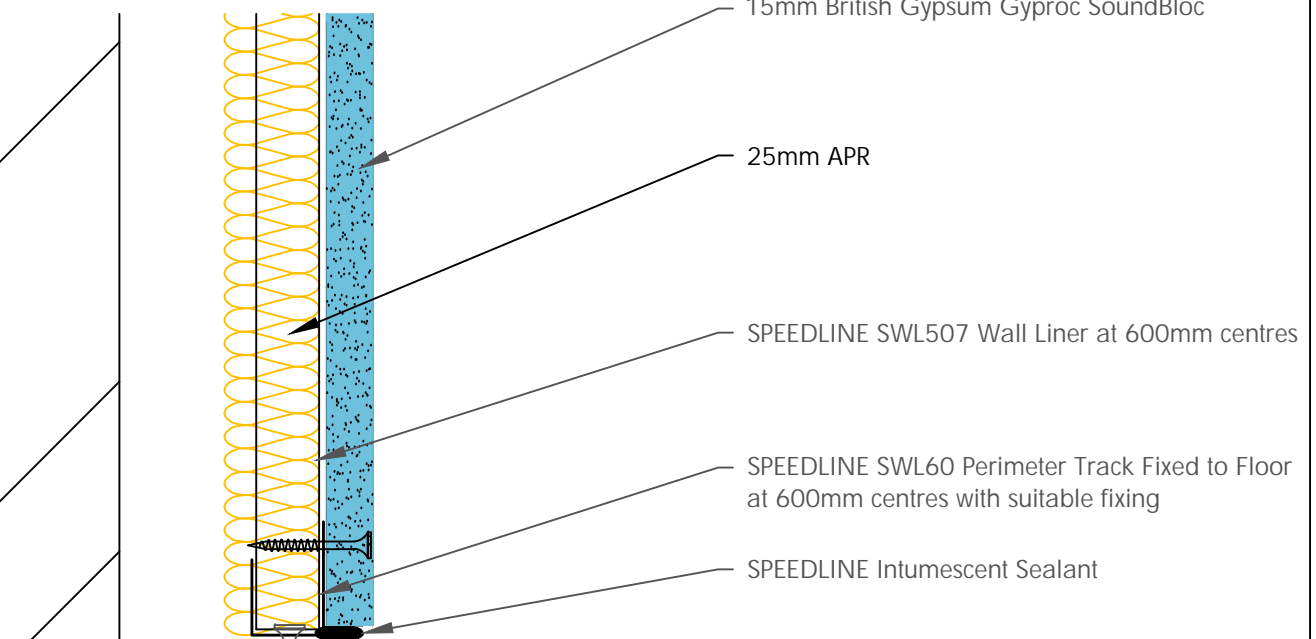 15mm British Gypsum Gyproc SoundBloc
25mm APR
SPEEDLINE SWL507 Wall Liner at 600mm centres
SPEEDLINE SWL60 Perimeter Track Fixed to Floor
at 600mm centres with suitable fixing
SPEEDLINE Intumescent Sealant